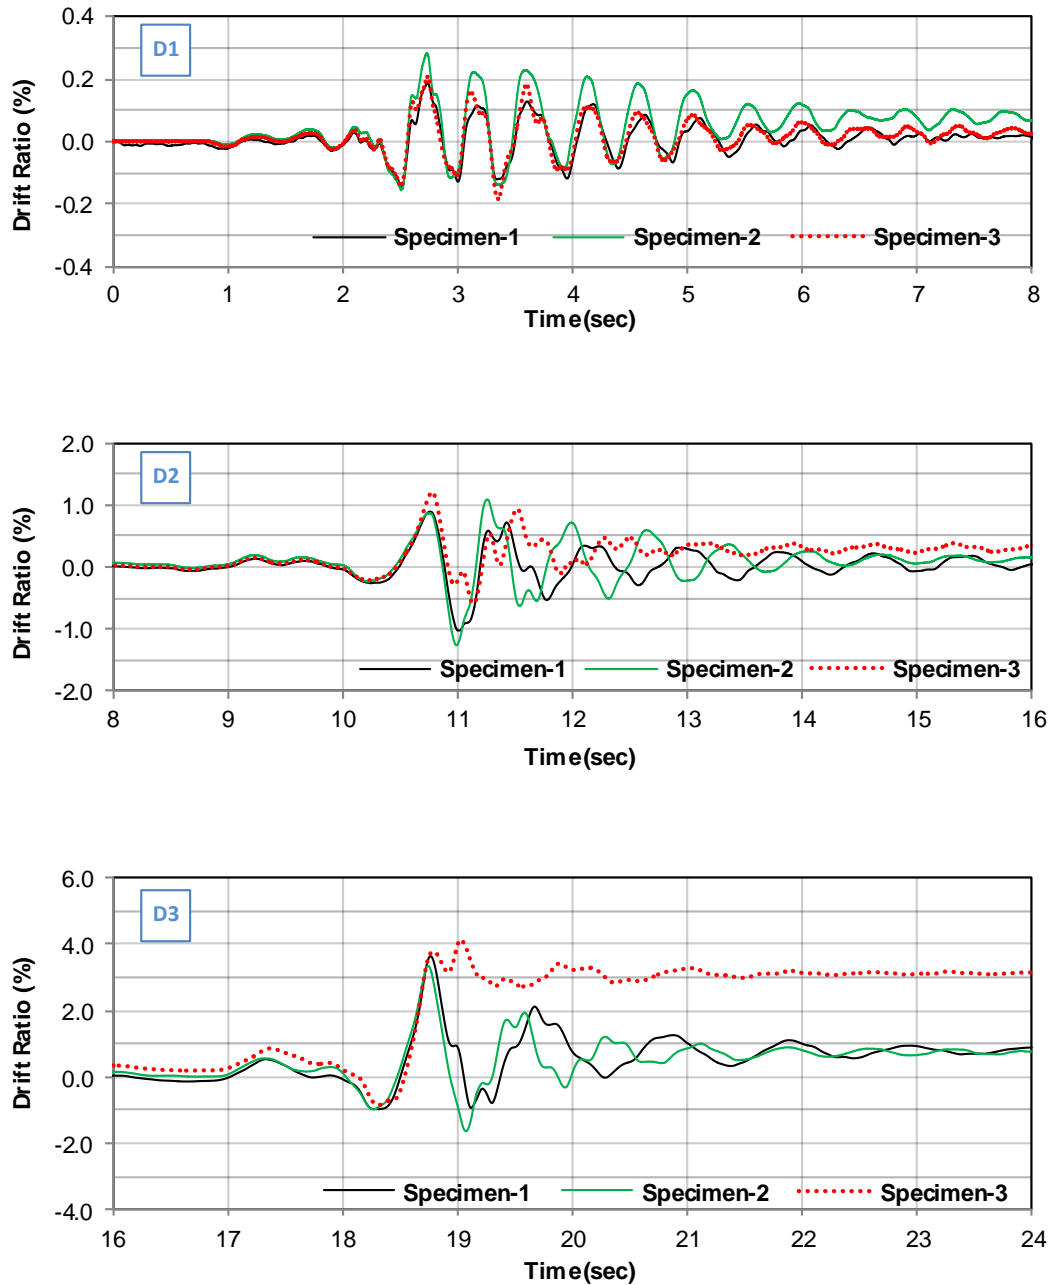 0.4
D1
0.2
0.0
-0.2
-0.4
Drift Ratio (%)
Specimen-1 Specimen-2 Specimen-3
0 1 2 3 4 5 6 7 8
Time(sec)
2.0
D2
1.0
0.0
-1.0
-2.0
Drift Ratio (%)
Specimen-1 Specimen-2 Specimen-3
8 9 10 11 12 13 14 15 16
Time(sec)
6.0
D3
4.0
2.0
0.0
-2.0
-4.0
Drift Ratio (%)
Specimen-1 Specimen-2 Specimen-3
16 17 18 19 20 21 22 23 24
Time(sec)